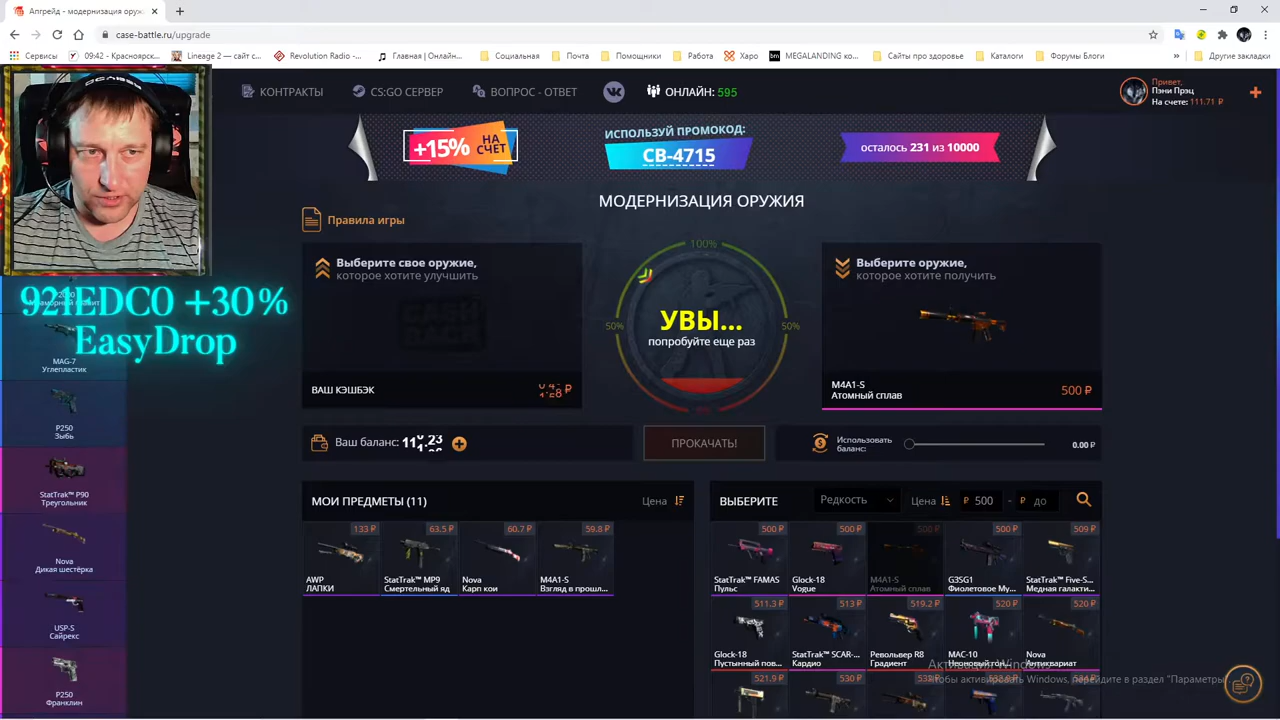 Апгрейд - модернизация оруж
case-battle.ru/upgrade
Сервисы
09:42 - Красноярск...
Lineage 2 — сайт с...
Revolution Radio -...
Главная | Онлайн...
Социальная
Почта
Помощники
Работа
Харо
MEGALANDING ко...
Сайты про здоровье
Каталоги
Форумы Блоги
Другие закладки
КОНТРАКТЫ
CS:GO СЕРВЕР
ВОПРОС - ОТВЕТ
ОНЛАЙН: 595
Привет,
Пэни Прэц
На счете: 111.71 ₽
+15% НА СЧЕТ
ИСПОЛЬЗУЙ ПРОМОКОД:
CB-4715
осталось 231 из 10000
МОДЕРНИЗАЦИЯ ОРУЖИЯ
Правила игры
Выберите свое оружие,
которое хотите улучшить
ВАШ КЭШБЭК
100%
50%
50%
УВЫ...
попробуйте еще раз
Выберите оружие,
которое хотите получить
M4A1-S
Атомный сплав
500 ₽
921EDC0 +30%
EasyDrop
MAG-7
Углепластик
P250
Зыбь
StatTrak™ P90
Треугольник
Nova
Дикая шестёрка
USP-S
Сайрекс
P250
Франклин
Ваш баланс:
ПРОКАЧАТЬ!
Использовать
баланс:
0.00 ₽
МОИ ПРЕДМЕТЫ (11)
Цена
133 ₽
AWP
ЛАПКИ
63.5 ₽
StatTrak™ MP9
Смертельный яд
60.7 ₽
Nova
Карп кои
59.8 ₽
M4A1-S
Взгляд в прошл...
ВЫБЕРИТЕ
Редкость
Цена
₽ 500 - ₽ до
500 ₽
StatTrak™ FAMAS
Пульс
500 ₽
Glock-18
Vogue
500 ₽
M4A1-S
Атомный сплав
500 ₽
G3SG1
Фиолетовое Му...
509 ₽
StatTrak™ Five-S...
Медная галакти...
511.3 ₽
Glock-18
Пустынный пов...
513 ₽
StatTrak™ SCAR-...
Кардио
519.2 ₽
Револьвер R8
Градиент
520 ₽
MAC-10
Неоновый гон...
520 ₽
Nova
Антиквариат
521.9 ₽
530 ₽
Активация Windows
Чтобы активировать Windows, перейдите в раздел "Параметры".